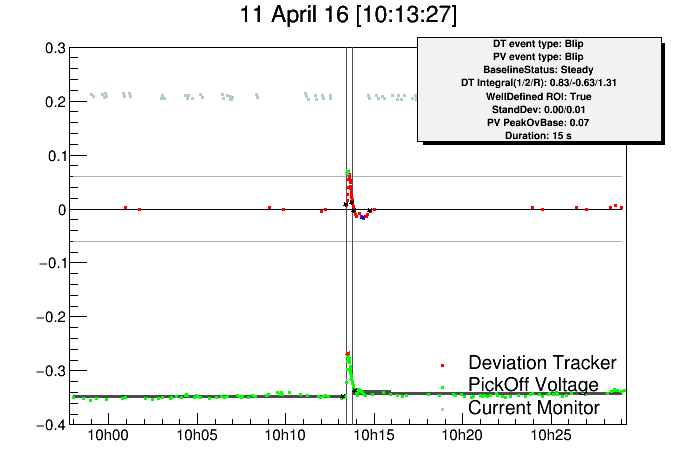 11 April 16 [10:13:27]
DT event type: Blip
PV event type: Blip
BaselineStatus: Steady
DT Integral(1/2/R): 0.83/-0.63/1.31
WellDefined ROI: True
StandDev: 0.00/0.01
PV PeakOvBase: 0.07
Duration: 15 s
0.3
0.2
0.1
0
−0.1
−0.2
−0.3
−0.4
Deviation Tracker
PickOff Voltage
Current Monitor
10h00 10h05 10h10 10h15 10h20 10h25